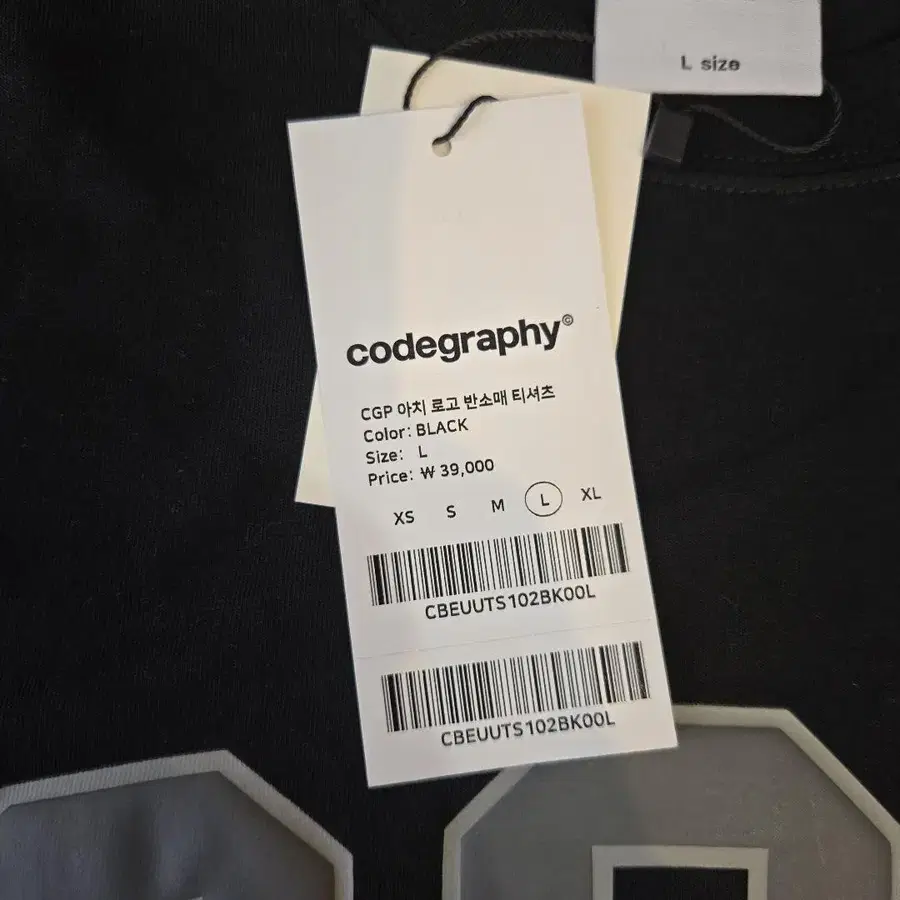 L size
codegraphy©
CGP 아치 로고 반소매 티셔츠
Color: BLACK
Size: L
Price: ₩ 39,000
XS S M L XL
CBEUUTS102BK00L
CBEUUTS102BK00L